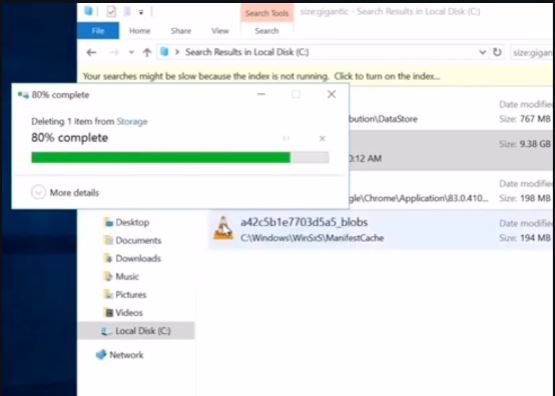 Search Tools
size:gigantic - Search Results in Local Disk (C:)
File Home Share View Search
Search Results in Local Disk (C:)
size:gigan
Your searches might be slow because the index is not running. Click to turn on the index...
80% complete
Deleting 1 item from Storage
80% complete
More details
Date modifie
bution\DataStore
Size: 767 MB
Size: 9.38 GB
0:12 AM
Date modifie
gle\Chrome\Application\83.0.410...
Size: 198 MB
a42c5b1e7703d5a5_blobs
Date modifie
C:\Windows\WinSxS\ManifestCache
Size: 194 MB
Desktop
Documents
Downloads
Music
Pictures
Videos
Local Disk (C:)
Network